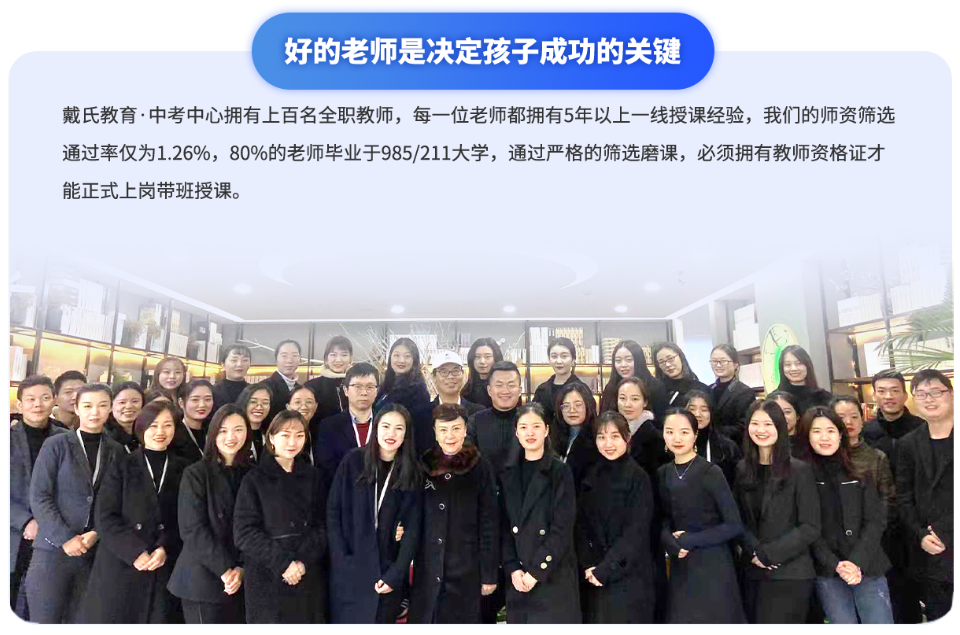 好的老师是决定孩子成功的关键
戴氏教育·中考中心拥有上百名全职教师，每一位老师都拥有5年以上一线授课经验，我们的师资筛选
通过率仅为1.26%，80%的老师毕业于985/211大学，通过严格的筛选磨课，必须拥有教师资格证才
能正式上岗带班授课。